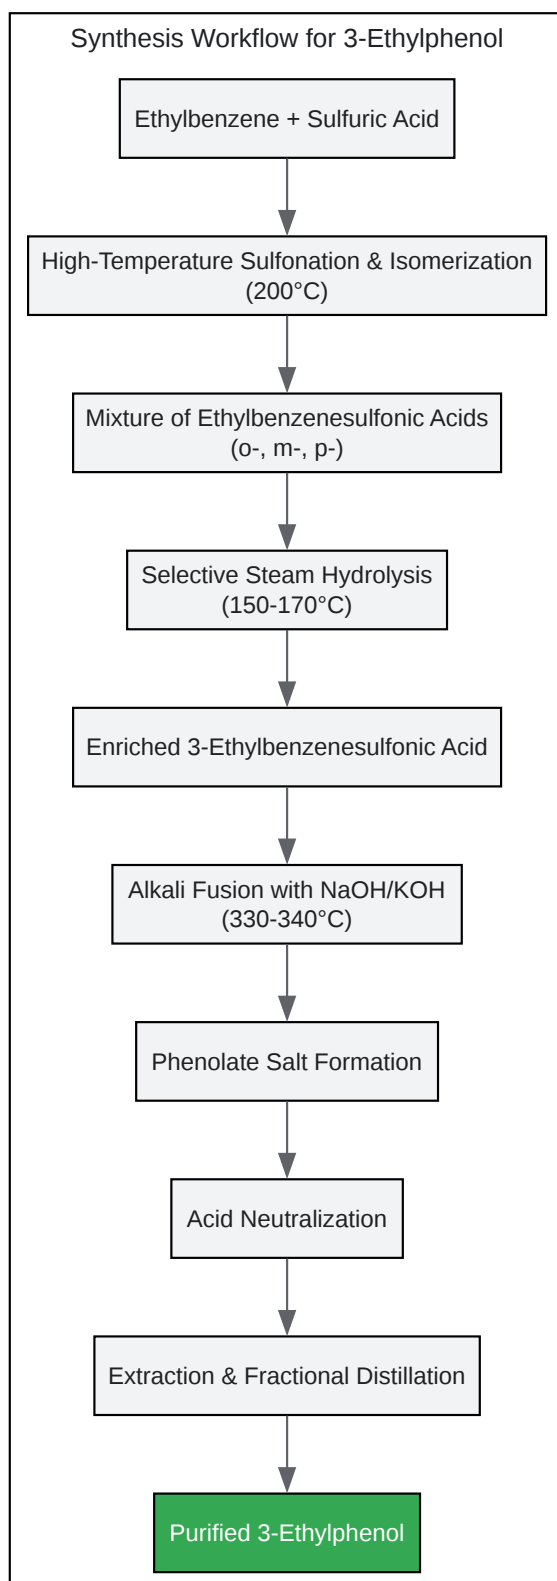 Synthesis Workflow for 3-Ethylphenol
Ethylbenzene + Sulfuric Acid
High-Temperature Sulfonation & Isomerization
(200°C)
Mixture of Ethylbenzenesulfonic Acids
(o-, m-, p-)
Selective Steam Hydrolysis
(150-170°C)
Enriched 3-Ethylbenzenesulfonic Acid
Alkali Fusion with NaOH/KOH
(330-340°C)
Phenolate Salt Formation
Acid Neutralization
Extraction & Fractional Distillation
Purified 3-Ethylphenol